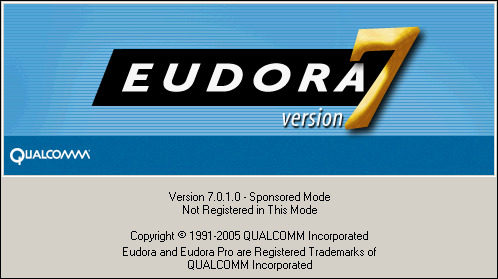 EUDORA 7
version
QUALCOMM
Version 7.0.1.0 - Sponsored Mode
Not Registered in This Mode
Copyright © 1991-2005 QUALCOMM Incorporated
Eudora and Eudora Pro are Registered Trademarks of
QUALCOMM Incorporated